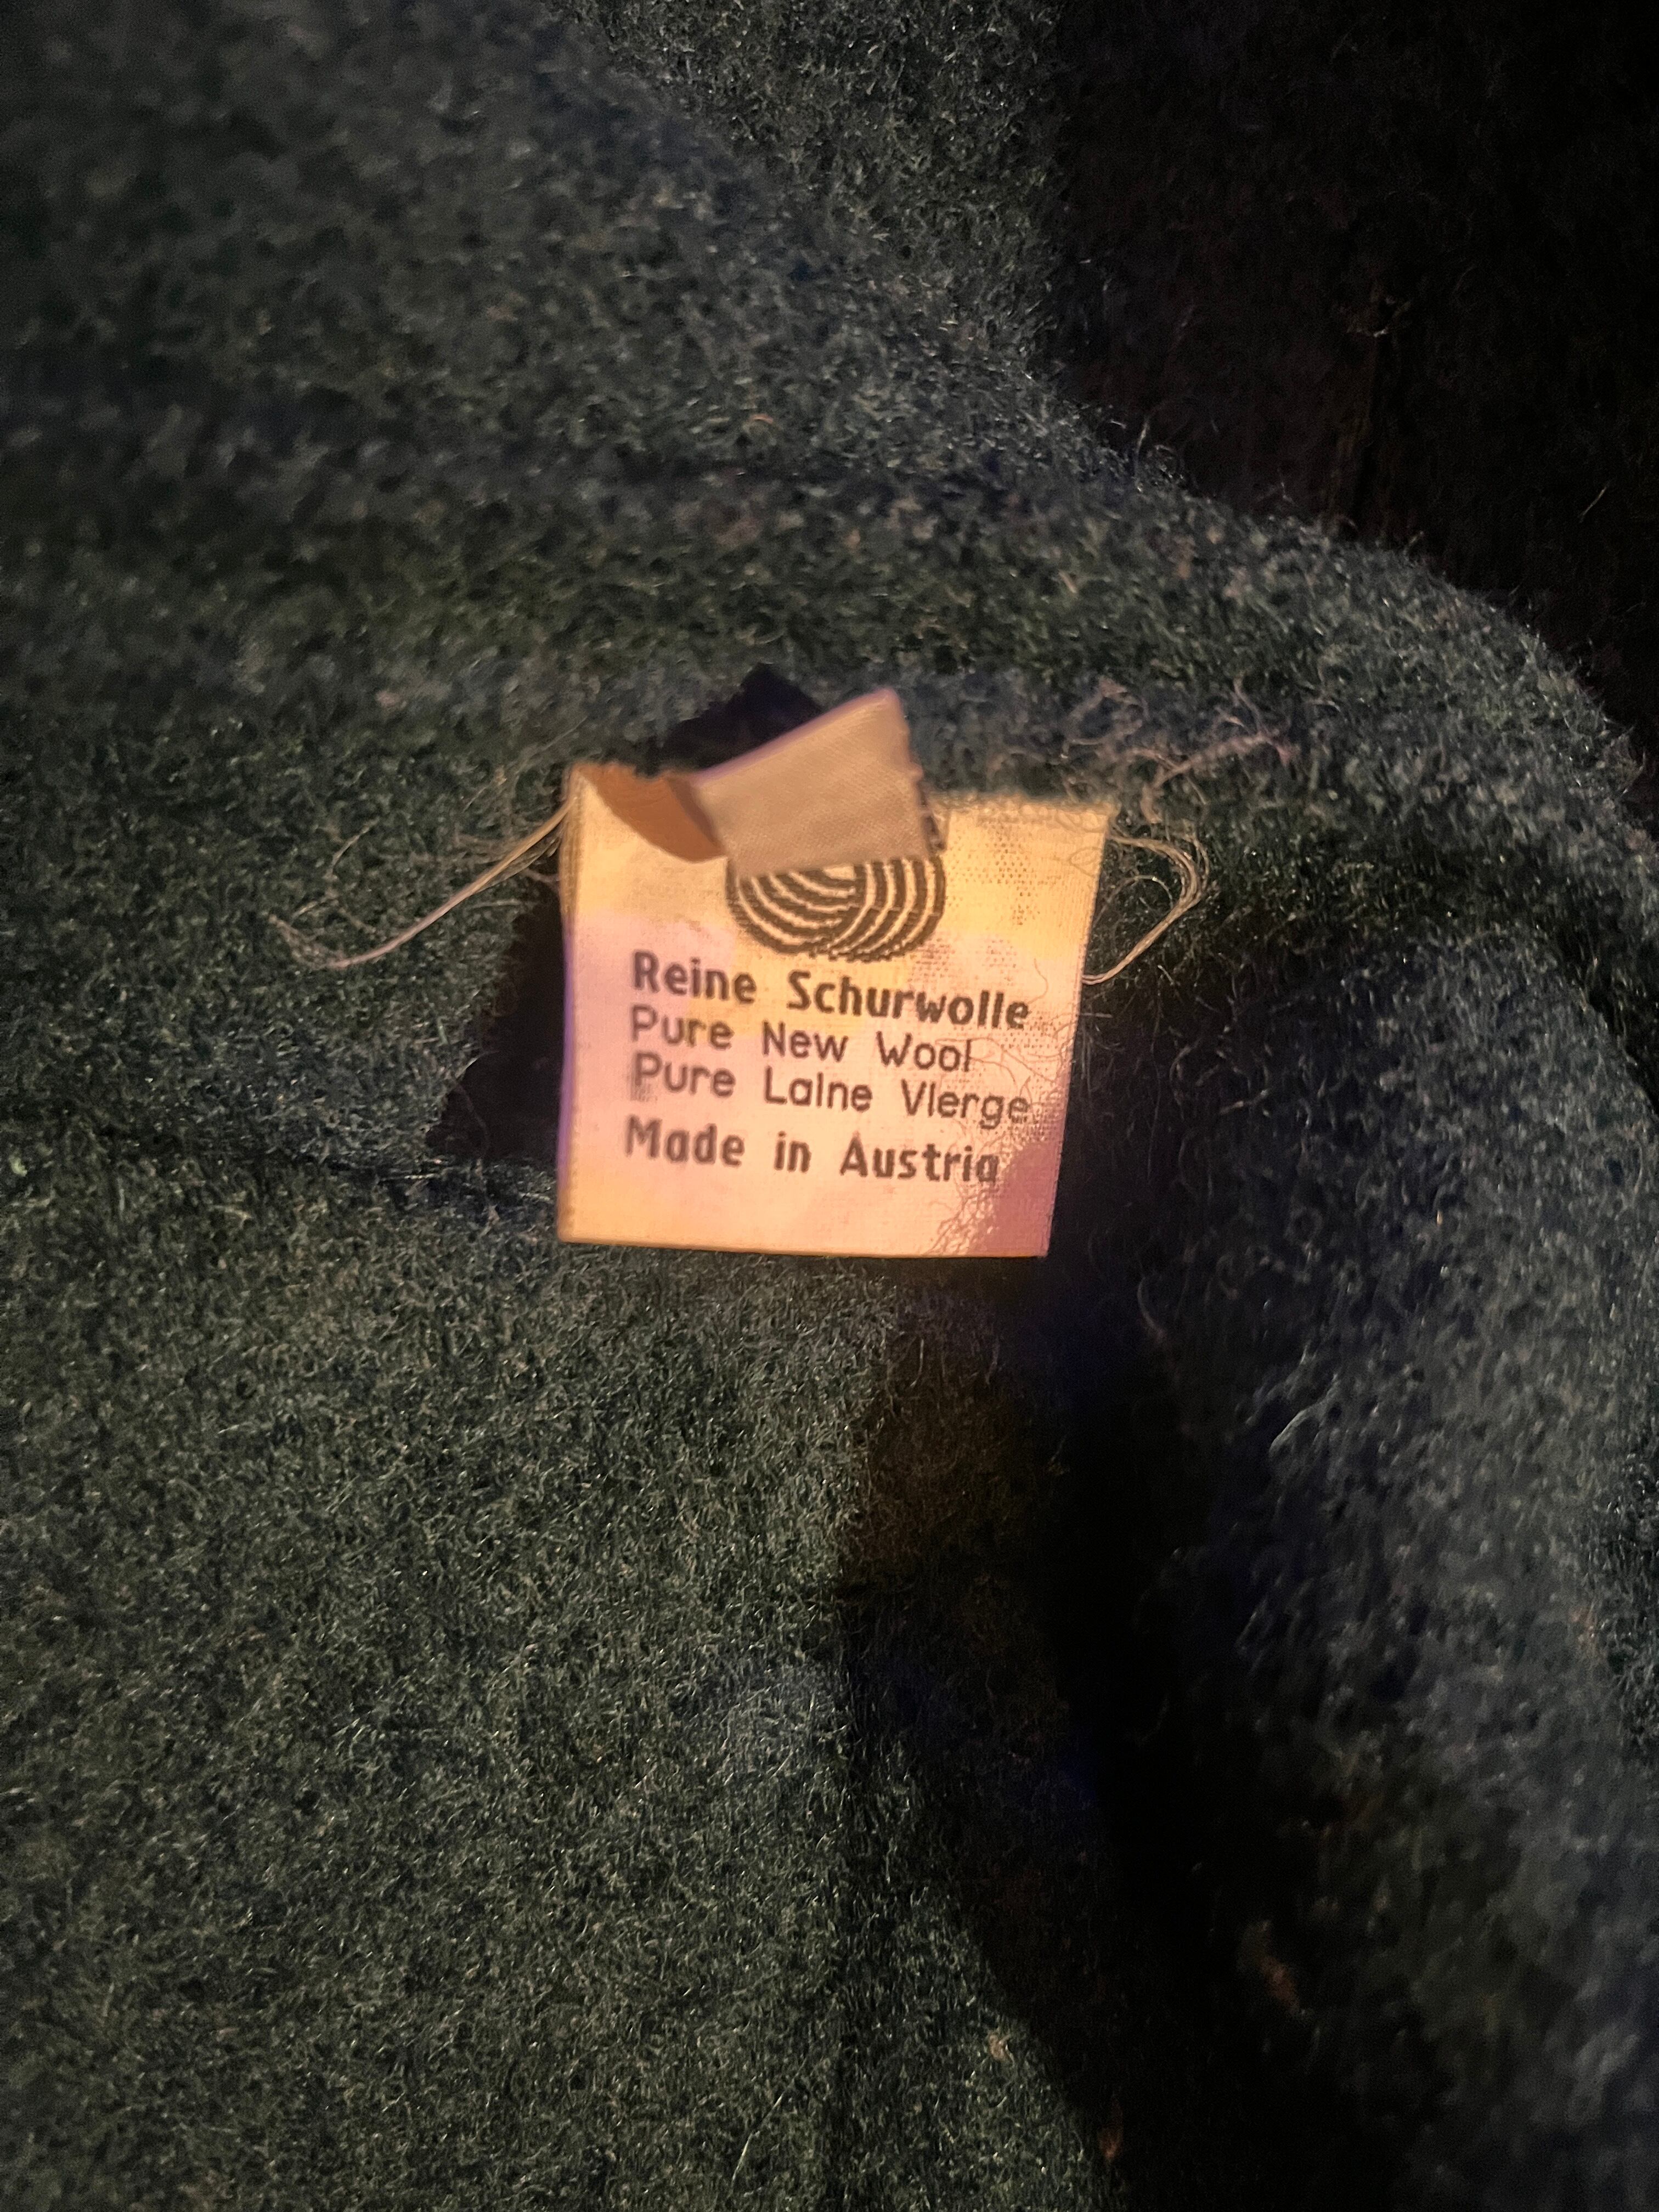 Reine Schurwolle
Pure New Wool
Pure Laine Vierge
Made in Austria